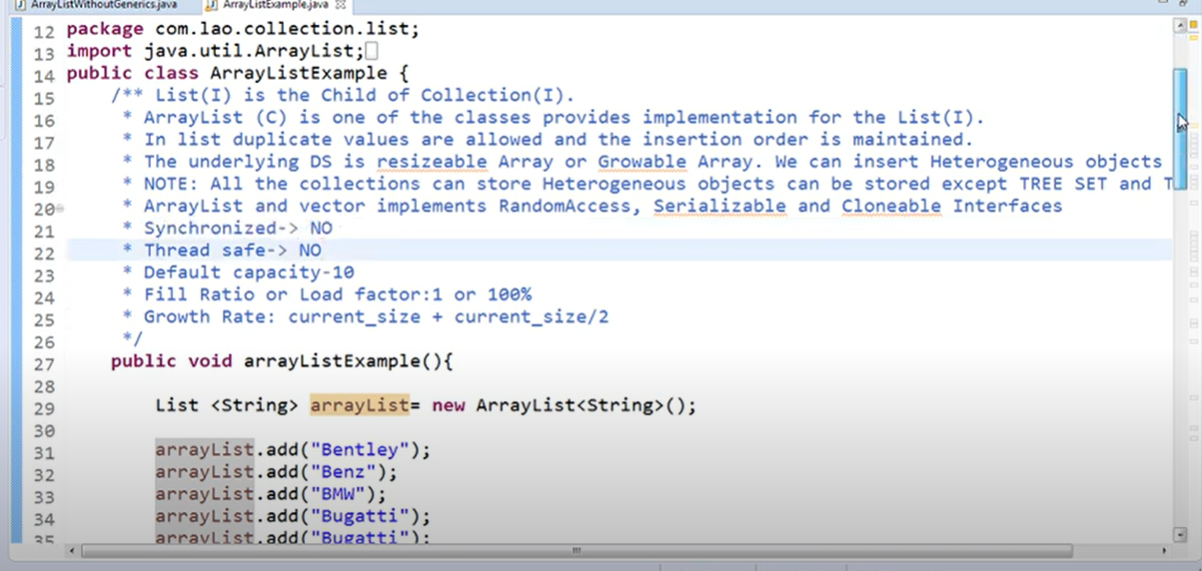 ArrayListWithoutGenerics.java ArrayListExample.java
12 package com.lao.collection.list;
13 import java.util.ArrayList;
14 public class ArrayListExample {
15 /** List(I) is the Child of Collection(I).
16 * ArrayList (C) is one of the classes provides implementation for the List(I).
17 * In list duplicate values are allowed and the insertion order is maintained.
18 * The underlying DS is resizeable Array or Growable Array. We can insert Heterogeneous objects
19 * NOTE: All the collections can store Heterogeneous objects can be stored except TREE SET and T
20 * ArrayList and vector implements RandomAccess, Serializable and Cloneable Interfaces
21 * Synchronized-> NO
22 * Thread safe-> NO
23 * Default capacity-10
24 * Fill Ratio or Load factor:1 or 100%
25 * Growth Rate: current_size + current_size/2
26 */
27 public void arrayListExample(){
28
29 List <String> arrayList= new ArrayList<String>();
30
31 arrayList.add("Bentley");
32 arrayList.add("Benz");
33 arrayList.add("BMW");
34 arrayList.add("Bugatti");
35 arrayList.add("Bugatti");